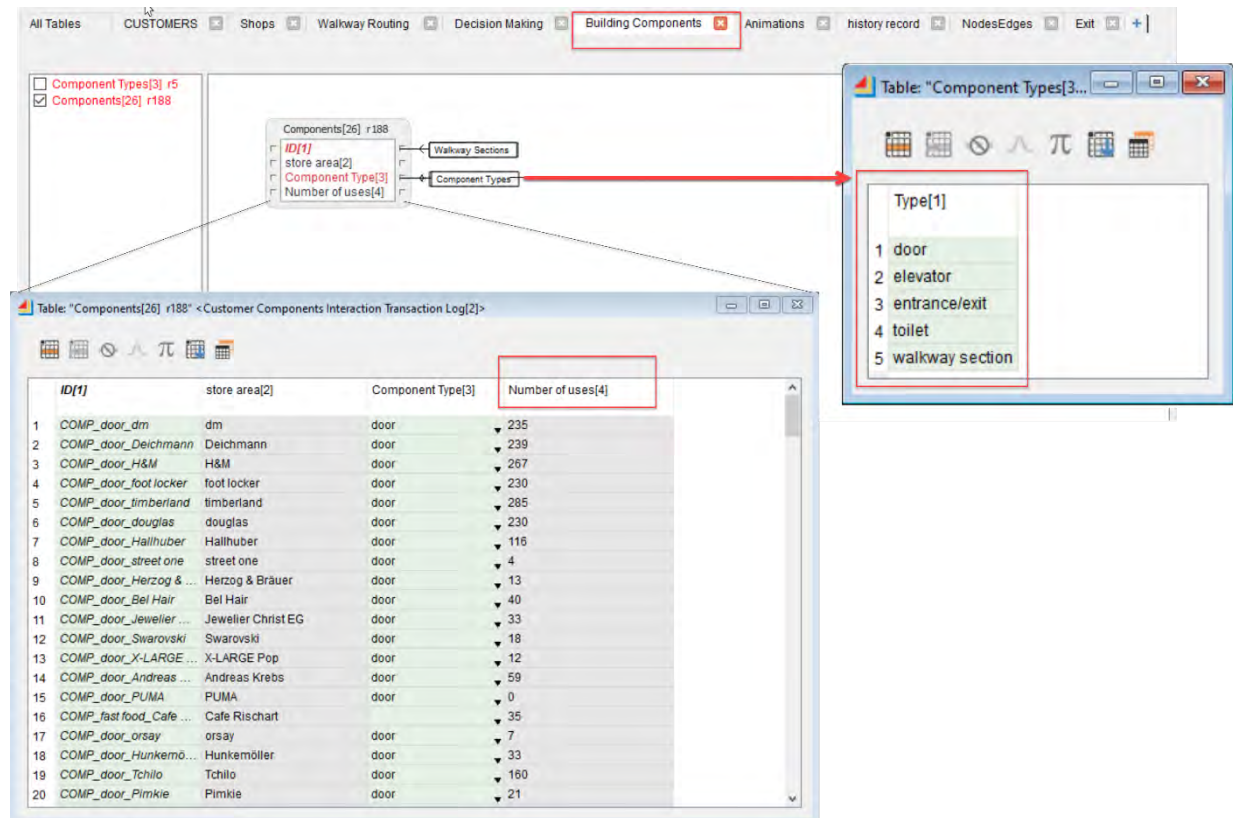 All Tables CUSTOMERS Shops Walkway Routing Decision Making Building Components Animations history record NodesEdges Exit +
Component Types[3] r5
Components[26] r188
Components[26] r188
ID[1]
store area[2]
Component Type[3]
Number of uses[4]
Walkway Sections
Component Types
Table: "Component Types[3...
Type[1]
1 door
2 elevator
3 entrance/exit
4 toilet
5 walkway section
Table: "Components[26] r188" <Customer Components Interaction Transaction Log[2]>
ID[1] store area[2] Component Type[3] Number of uses[4]
1 COMP_door_dm dm door 235
2 COMP_door_Deichmann Deichmann door 239
3 COMP_door_H&M H&M door 267
4 COMP_door_foot locker foot locker door 230
5 COMP_door_timberland timberland door 285
6 COMP_door_douglas douglas door 230
7 COMP_door_Hallhuber Hallhuber door 116
8 COMP_door_street one street one door 4
9 COMP_door_Herzog & ... Herzog & Bräuer door 13
10 COMP_door_Bel Hair Bel Hair door 40
11 COMP_door_Jewelier ... Jewelier Christ EG door 33
12 COMP_door_Swarovski Swarovski door 18
13 COMP_door_X-LARGE ... X-LARGE Pop door 12
14 COMP_door_Andreas ... Andreas Krebs door 59
15 COMP_door_PUMA PUMA door 0
16 COMP_fast food_Cafe ... Cafe Rischart 35
17 COMP_door_orsay orsay door 7
18 COMP_door_Hunkemö... Hunkemöller door 33
19 COMP_door_Tchilo Tchilo door 160
20 COMP_door_Pimkie Pimkie door 21